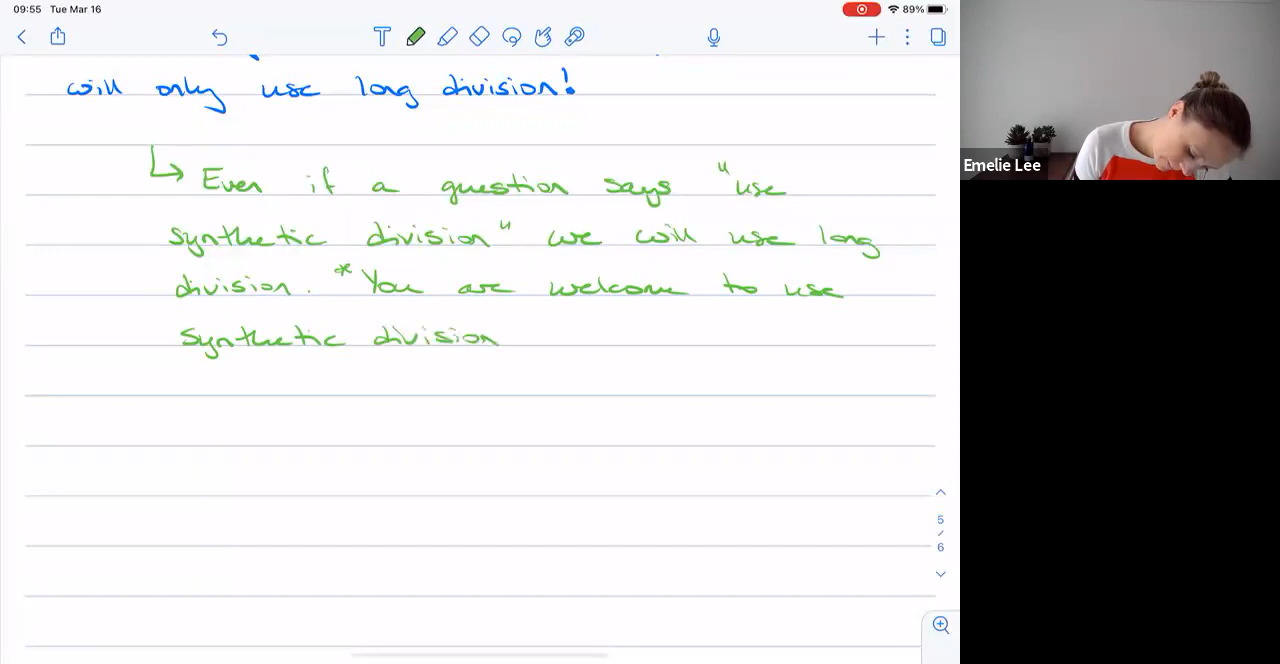 09:55 Tue Mar 16
89%
will only use long division!
↳ Even if a question says "use
synthetic division" we will use long
division. *You are welcome to use
synthetic division
Emelie Lee
5
/
6